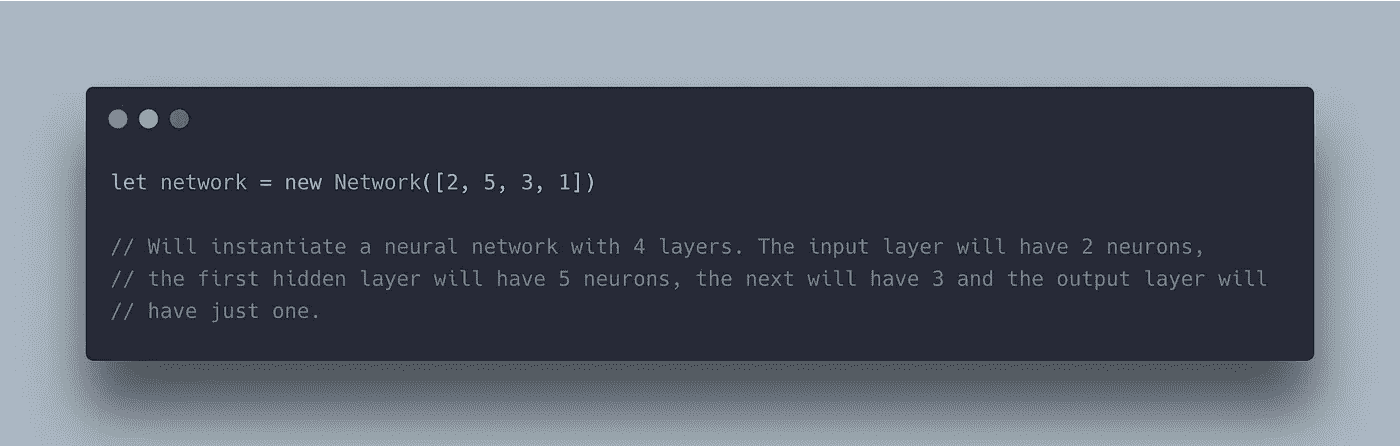 let network = new Network([2, 5, 3, 1])
// Will instantiate a neural network with 4 layers. The input layer will have 2 neurons,
// the first hidden layer will have 5 neurons, the next will have 3 and the output layer will
// have just one.